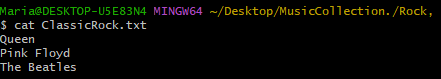 Maria@DESKTOP-U5E83N4 MINGW64 ~/Desktop/MusicCollection./Rock,
$ cat ClassicRock.txt
Queen
Pink Floyd
The Beatles